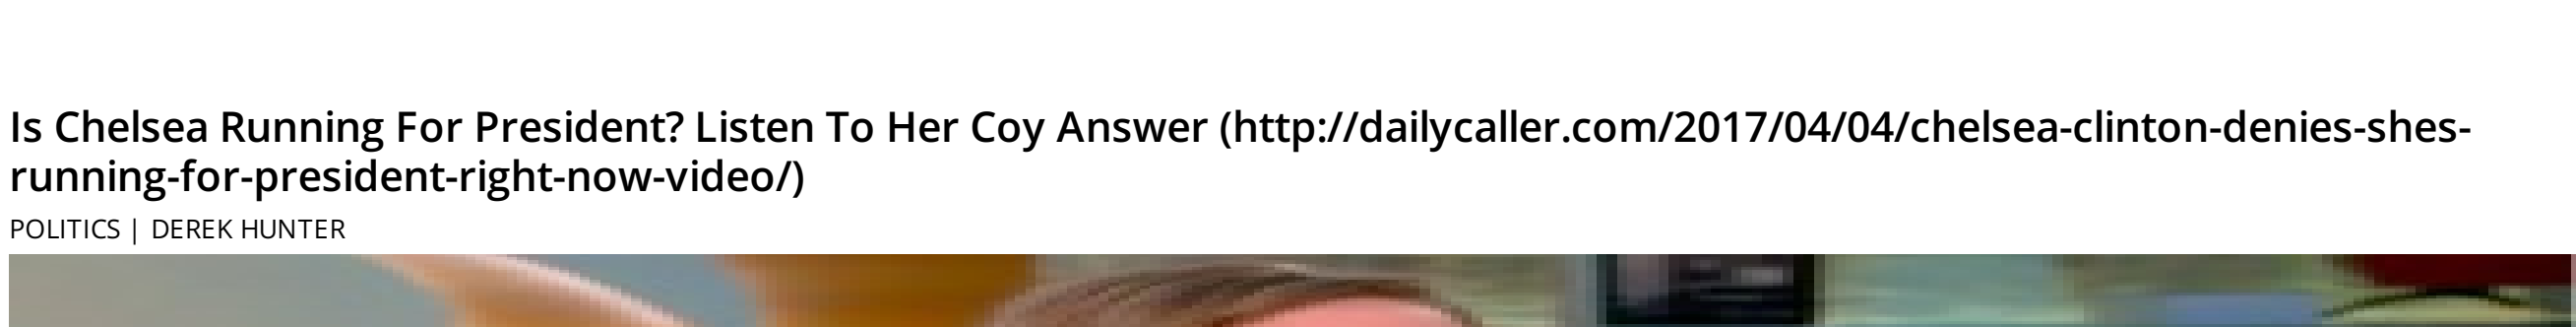 Is Chelsea Running For President? Listen To Her Coy Answer (http://dailycaller.com/2017/04/04/chelsea-clinton-denies-shes-
running-for-president-right-now-video/)
POLITICS | DEREK HUNTER